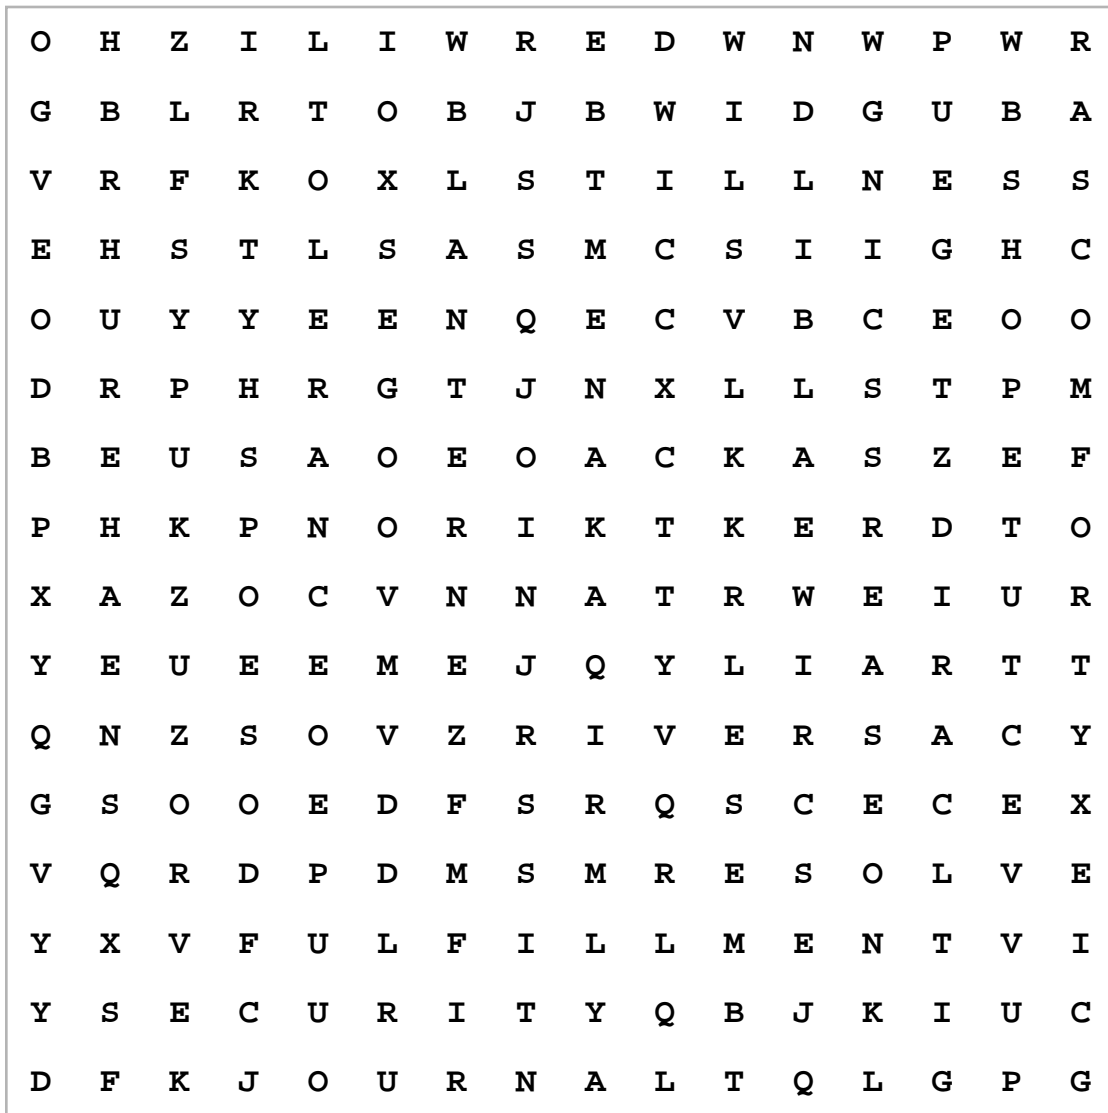 O H Z I L I W R E D W N W P W R
G B L R T O B J B W I D G U B A
V R F K O X L S T I L L N E S S
E H S T L S A S M C S I I G H C
O U Y Y E E N Q E C V B C E O O
D R P H R G T J N X L L S T P M
B E U S A O E O A C K A S Z E F
P H K P N O R I K T K E R D T O
X A Z O C V N N A T R W E I U R
Y E U E E M E J Q Y L I A R T T
Q N Z S O V Z R I V E R S A C Y
G S O O E D F S R Q S C E C E X
V Q R D P D M S M R E S O L V E
Y X V F U L F I L L M E N T V I
Y S E C U R I T Y Q B J K I U C
D F K J O U R N A L T Q L G P G